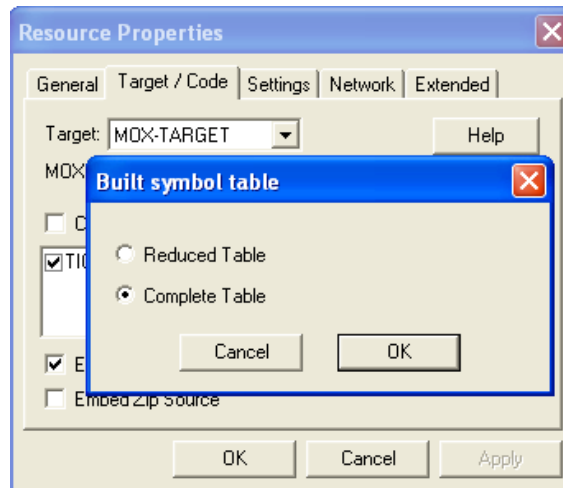 Resource Properties
General Target / Code Settings Network Extended
Target: MOX-TARGET Help
MOX
Built symbol table
Reduced Table
Complete Table
Cancel OK
Embed Zip Source
OK Cancel Apply